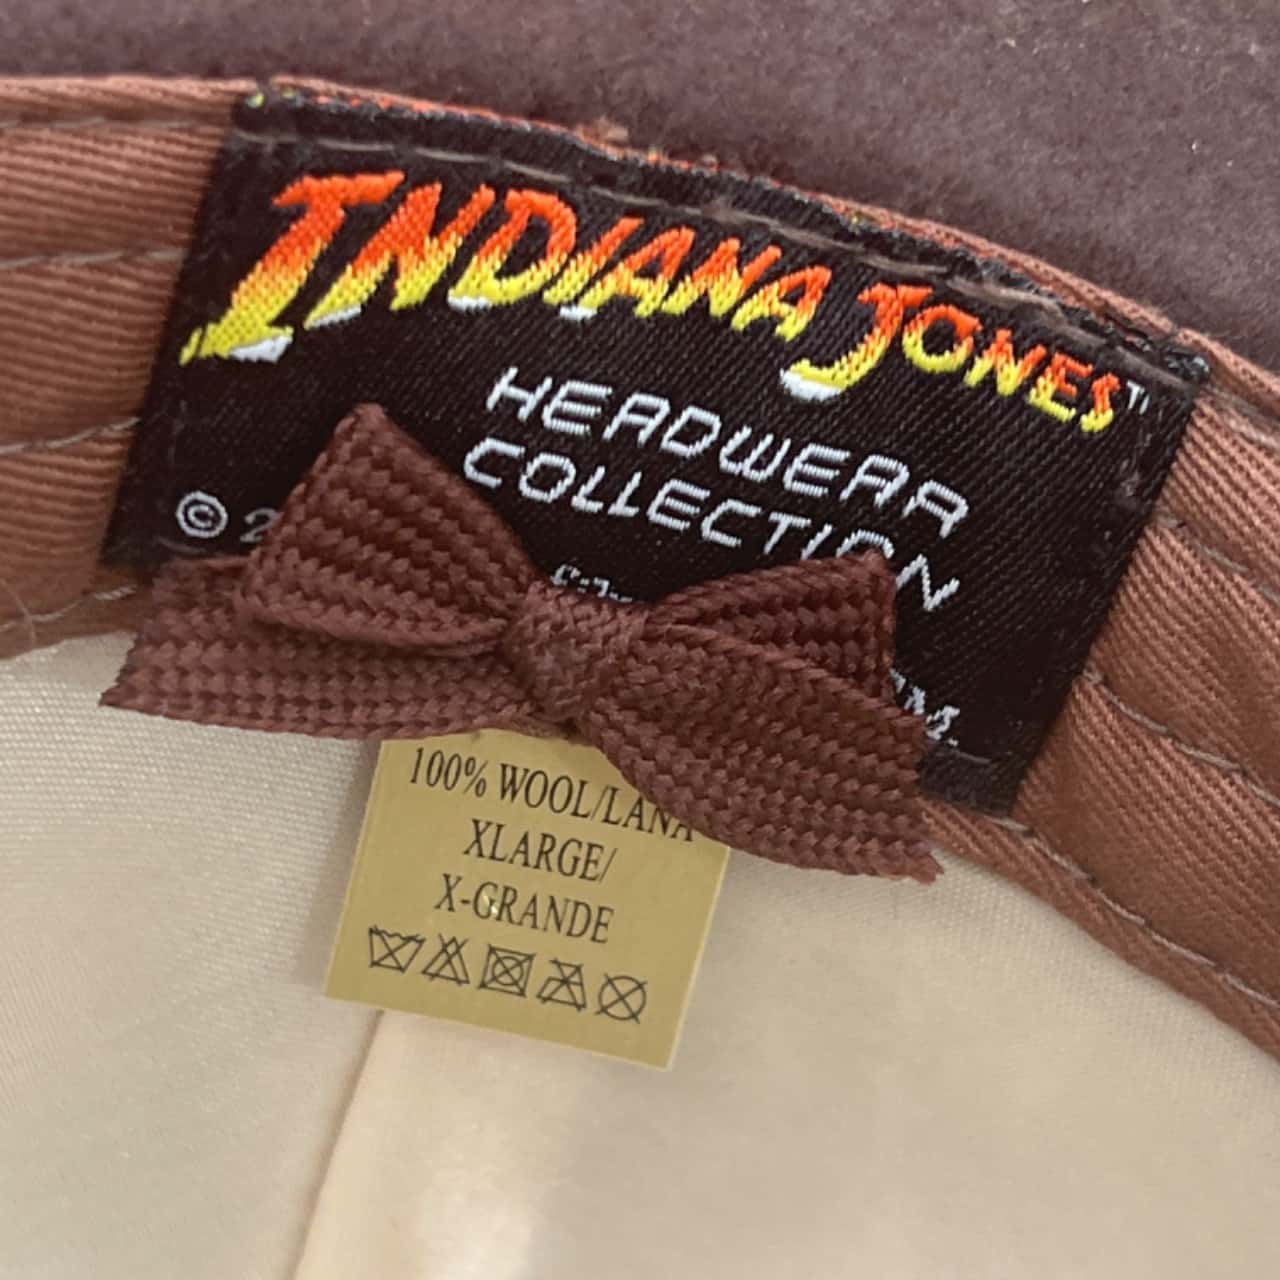 INDIANA JONES™
HEADWEAR
COLLECTION
©
100% WOOL/LANA
XLARGE/
X-GRANDE